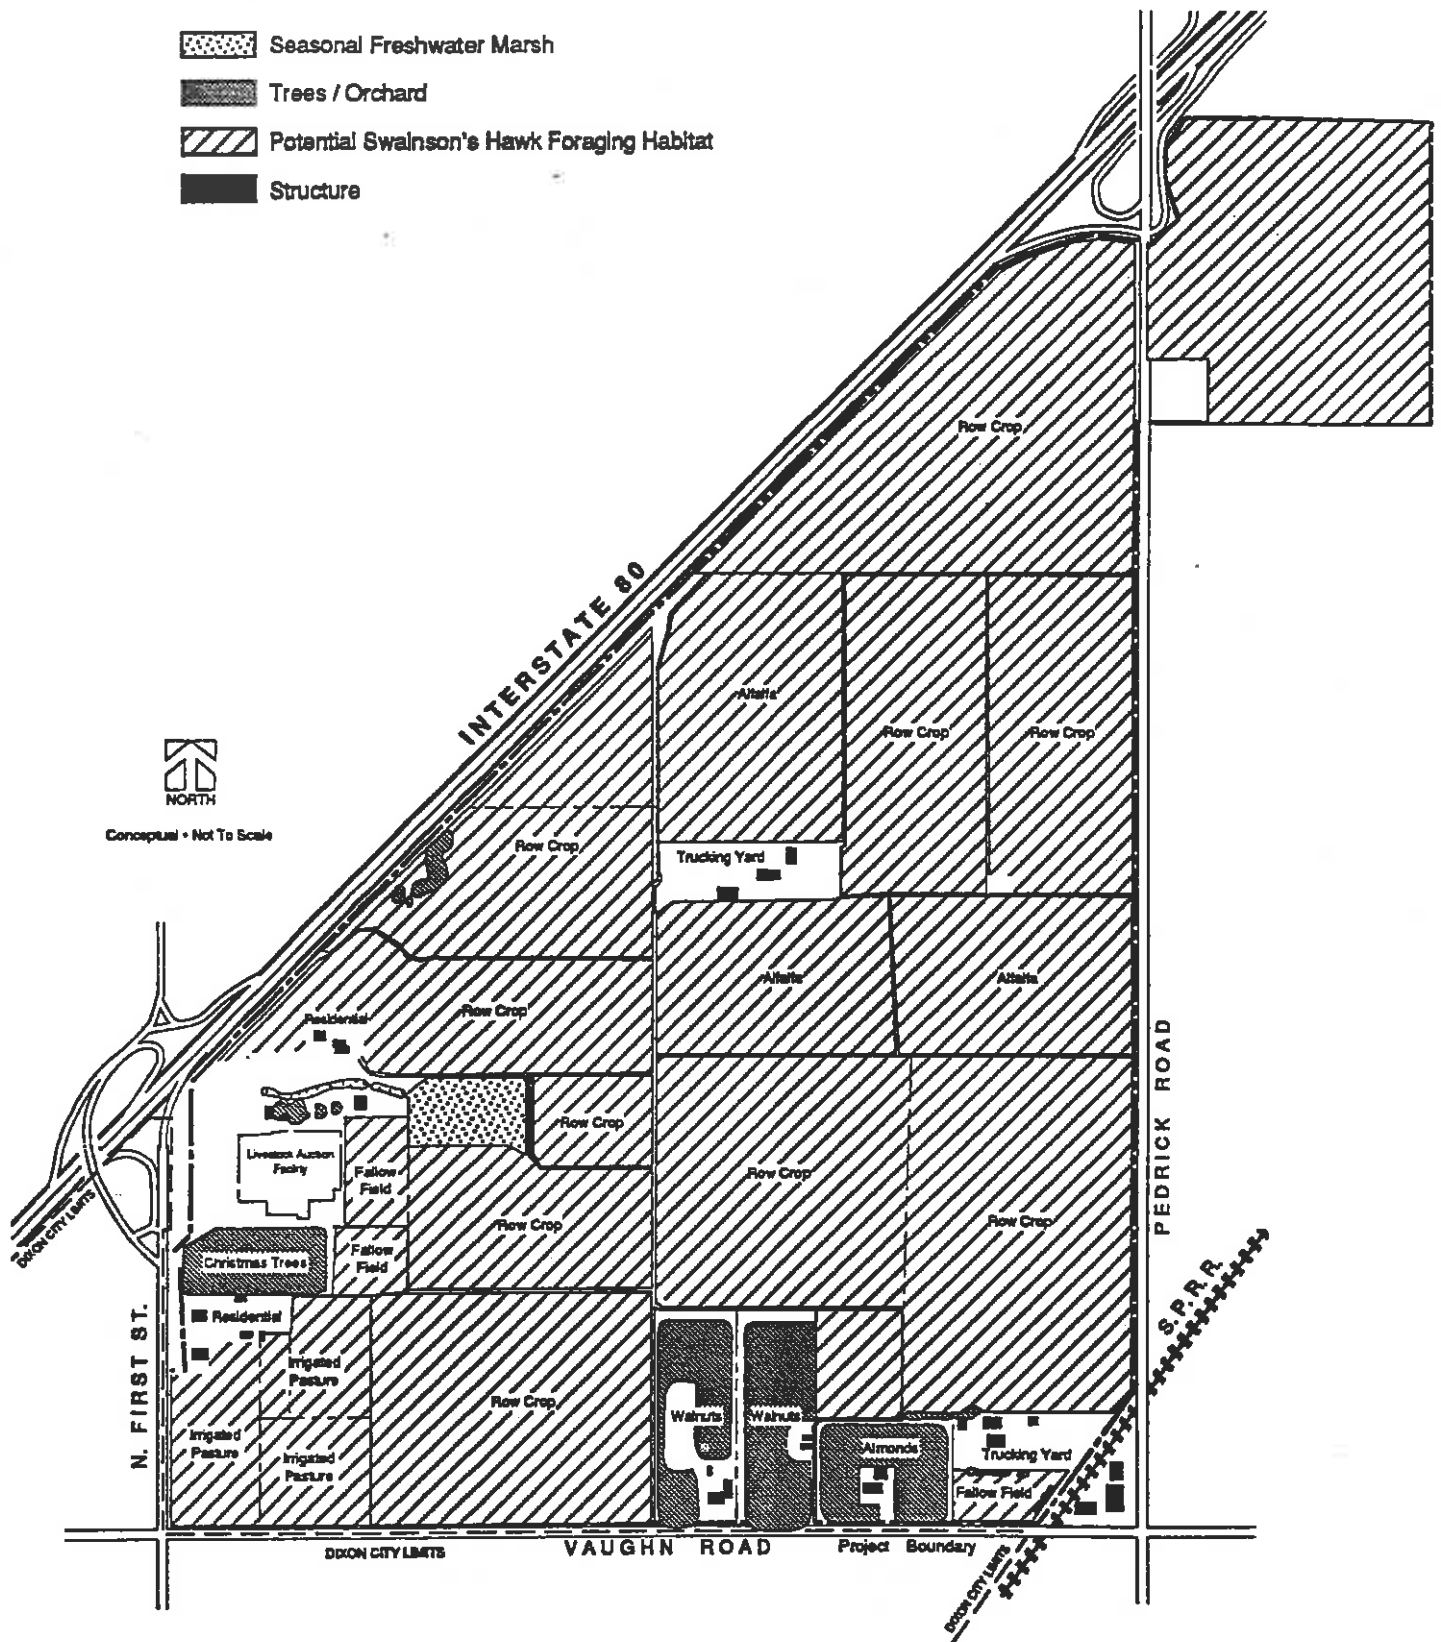 Seasonal Freshwater Marsh
Trees / Orchard
Potential Swainson's Hawk Foraging Habitat
Structure
Row Crop
INTERSTATE 80
Alfalfa
Row Crop
Row Crop
NORTH
Conceptual • Not To Scale
Row Crop
Trucking Yard
Alfalfa
Alfalfa
Row Crop
Residential
PEDRICK ROAD
Row Crop
Livestock Auction
Facility
Fallow
Field
Row Crop
DIXON CITY LIMITS
Row Crop
Row Crop
Fallow
Field
Christmas Trees
S.P.R.R.
N. FIRST ST.
Residential
Irrigated
Pasture
Row Crop
Walnuts
Walnuts
Irrigated
Pasture
Almonds
Trucking Yard
Irrigated
Pasture
Fallow Field
DIXON CITY LIMITS
VAUGHN ROAD
Project Boundary
DIXON CITY LIMITS